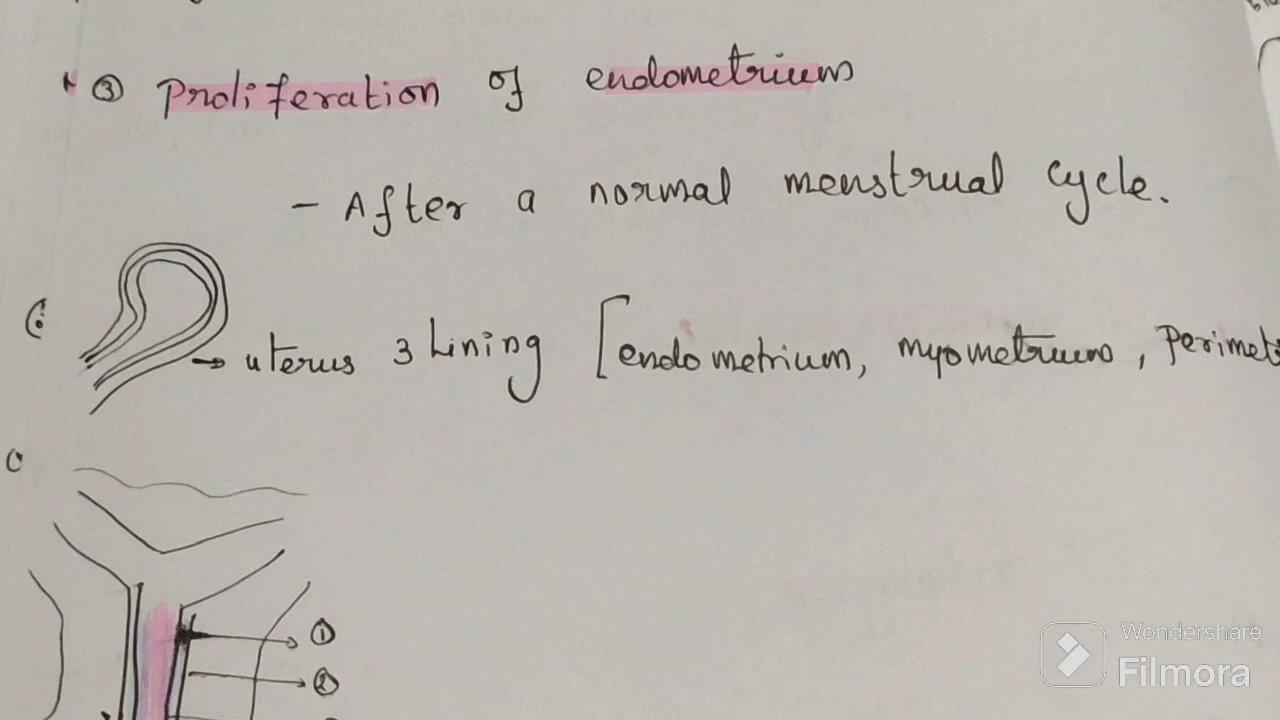 ③ Proliferation of endometrium
- After a normal menstrual cycle.
→ uterus 3 lining [endometrium, myometrium, Perimet
①
②
Wondershare
Filmora